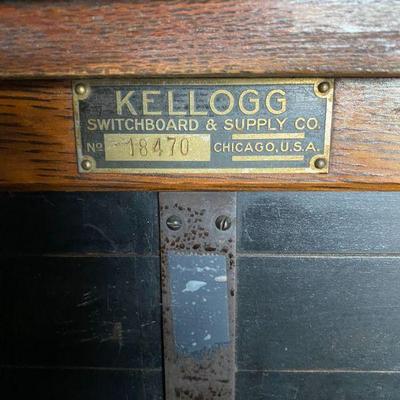 KELLOGG
SWITCHBOARD & SUPPLY CO.
No 18470 CHICAGO, U.S.A.